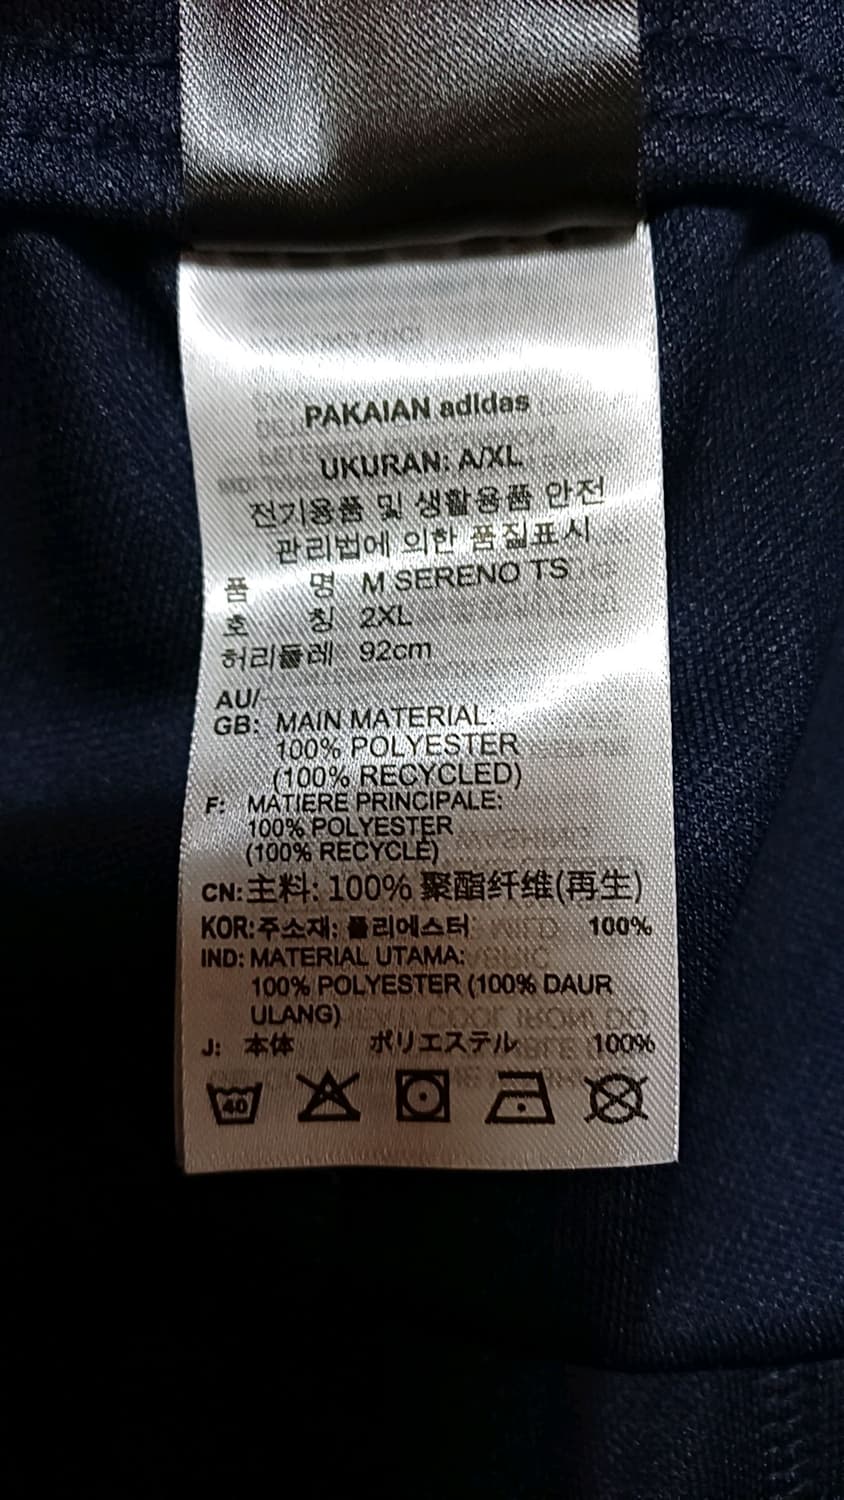 PAKAIAN adidas
UKURAN: A/XL
전기용품 및 생활용품 안전
관리법에 의한 품질표시
품 명 M SERENO TS
호 칭 2XL
허리둘레 92cm
AU/
GB: MAIN MATERIAL:
100% POLYESTER
(100% RECYCLED)
F: MATIERE PRINCIPALE:
100% POLYESTER
(100% RECYCLÉ)
CN: 主料: 100% 聚酯纤维(再生)
KOR: 주소재: 폴리에스터 100%
IND: MATERIAL UTAMA:
100% POLYESTER (100% DAUR
ULANG)
J: 本体 ポリエステル 100%
40